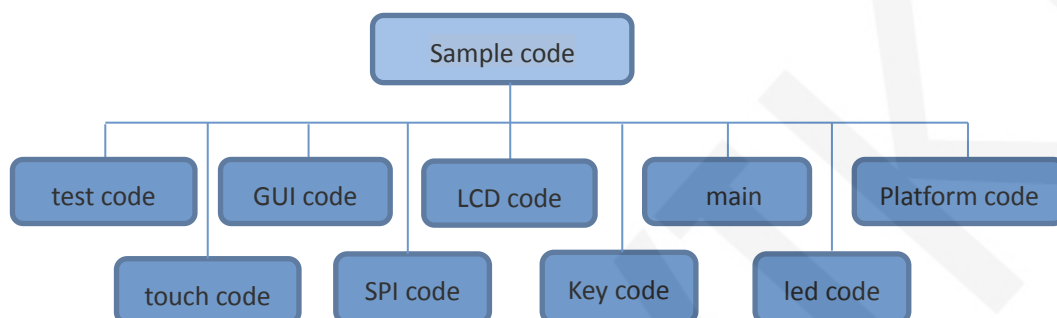 Sample code
test code
GUI code
LCD code
main
Platform code
touch code
SPI code
Key code
led code